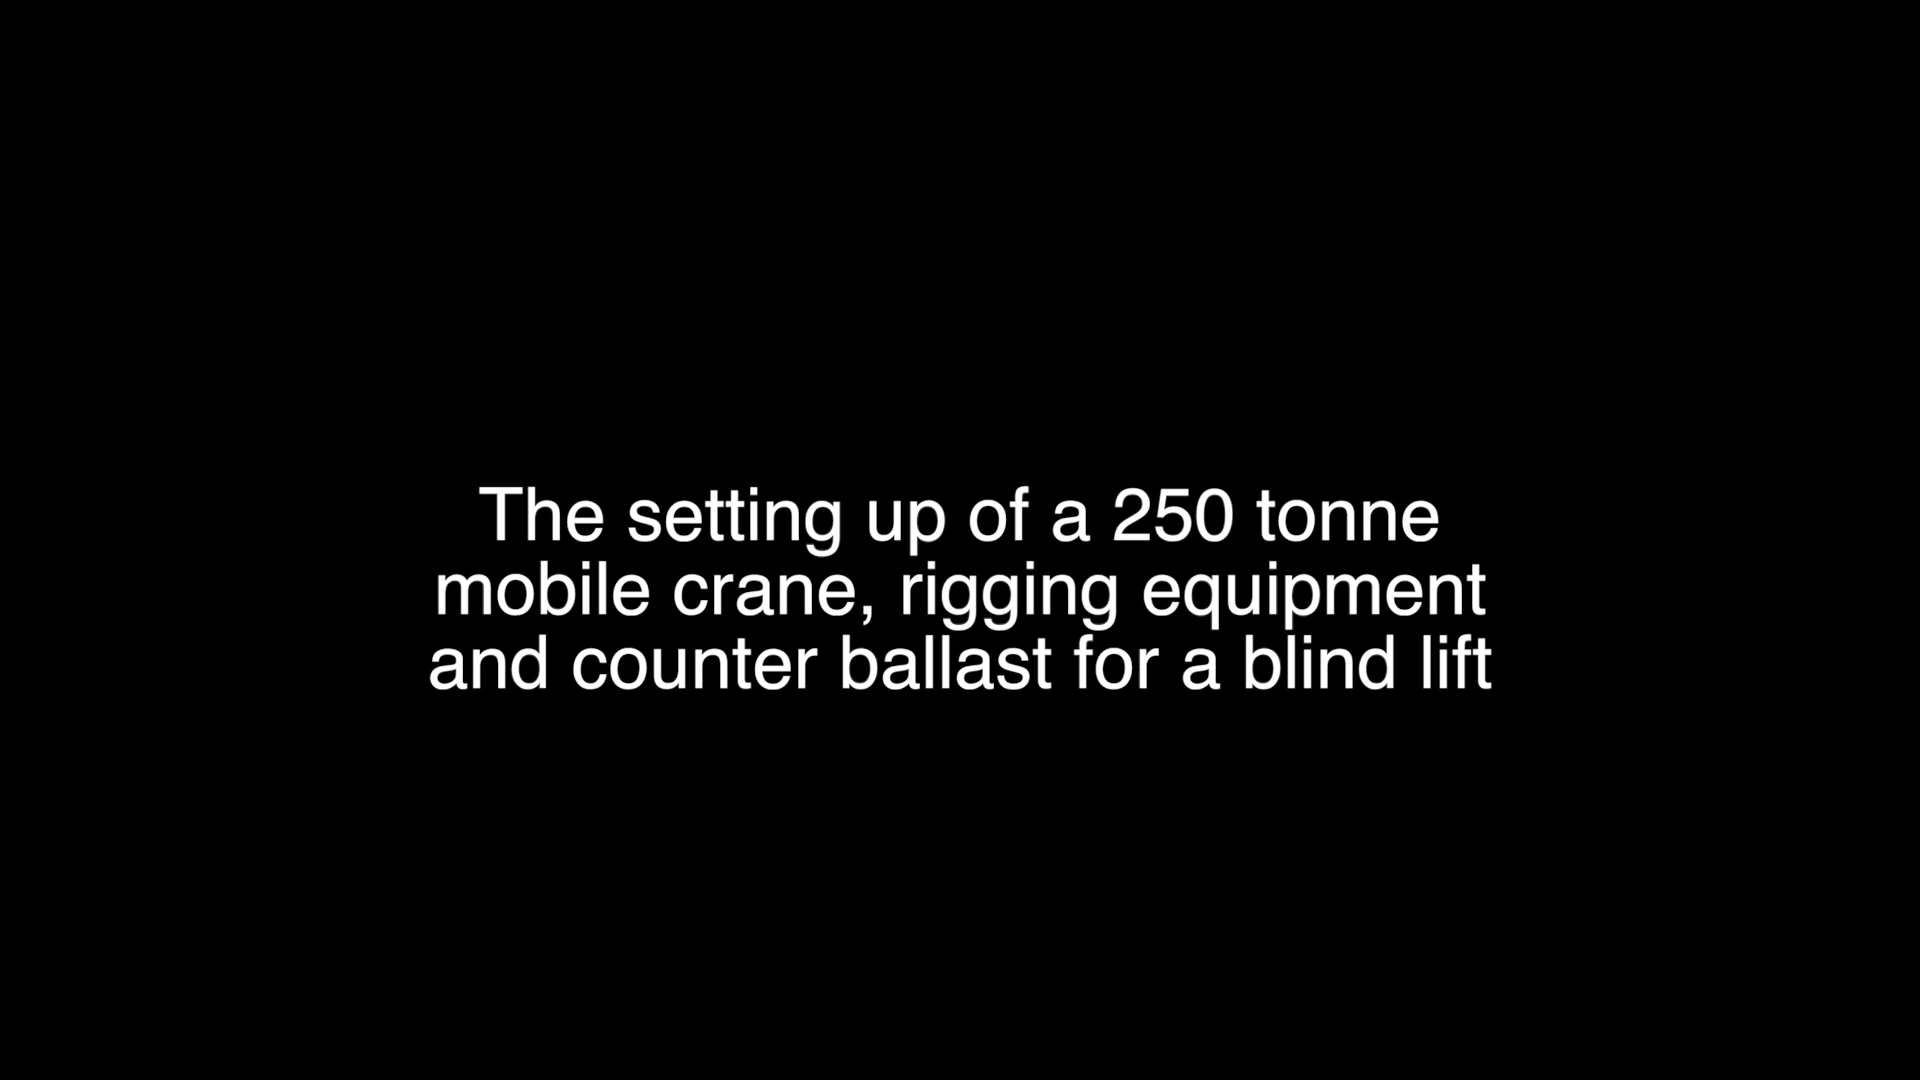 The setting up of a 250 tonne
mobile crane, rigging equipment
and counter ballast for a blind lift